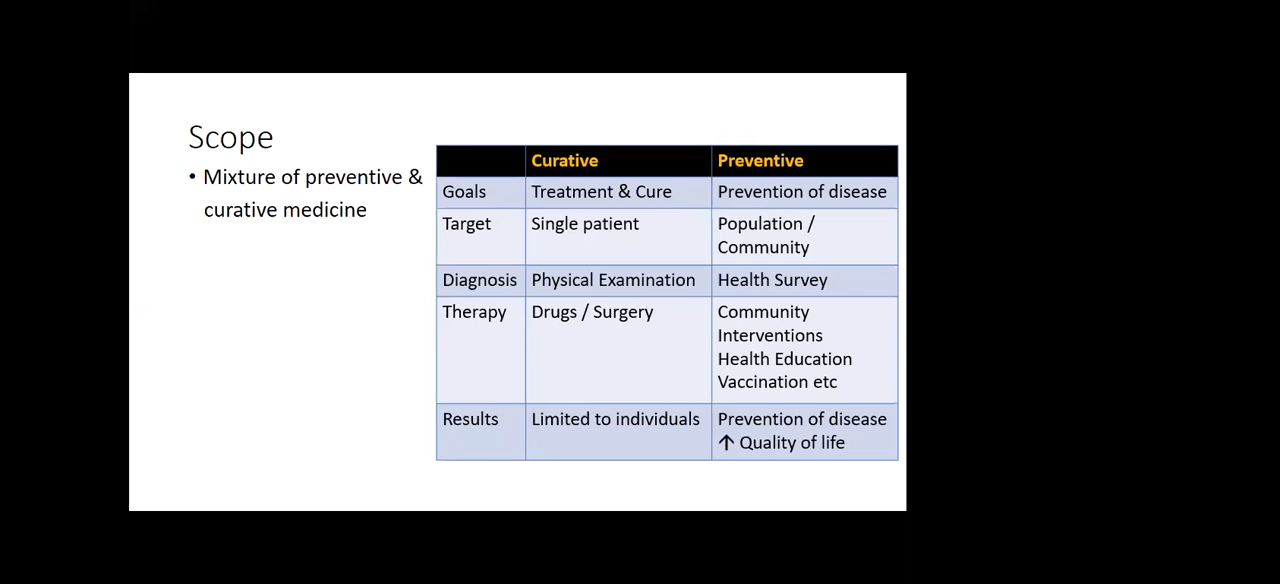 Scope
• Mixture of preventive &
curative medicine
Curative Preventive
Goals Treatment & Cure Prevention of disease
Target Single patient Population /
Community
Diagnosis Physical Examination Health Survey
Therapy Drugs / Surgery Community
Interventions
Health Education
Vaccination etc
Results Limited to individuals Prevention of disease
↑ Quality of life